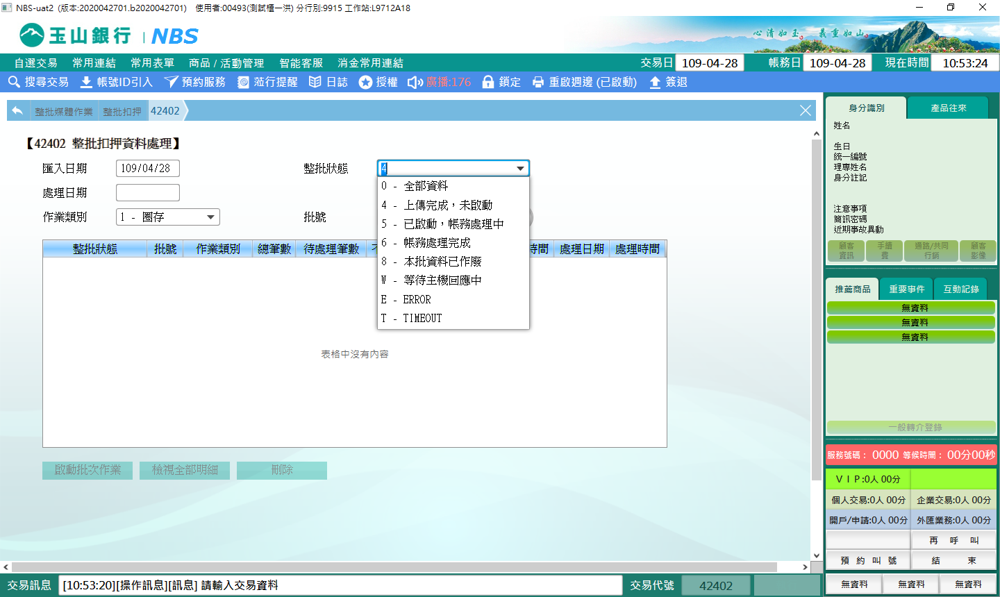 NBS-uat2 (版本:2020042701.b2020042701) 使用者:00493(測試櫃一洪) 分行別:9915 工作站:L9712A18
玉山銀行 | NBS
心清如玉。義重如山。
自選交易 常用連結 常用表單 商品 / 活動管理 智能客服 消金常用連結 交易日 109-04-28 帳務日 109-04-28 現在時間 10:53:24
搜尋交易 帳號ID引入 預約服務 蒞行提醒 日誌 授權 廣播:176 鎖定 重啟週邊 (已啟動) 簽退
整批媒體作業 整批扣押 42402
【42402 整批扣押資料處理】
匯入日期 109/04/28 整批狀態 4
處理日期
作業類別 1 - 圈存 批號
0 - 全部資料
4 - 上傳完成，未啟動
5 - 已啟動，帳務處理中
6 - 帳務處理完成
8 - 本批資料已作廢
W - 等待主機回應中
E - ERROR
T - TIMEOUT
整批狀態 批號 作業類別 總筆數 待處理筆數 時間 處理日期 處理時間
表格中沒有內容
啟動批次作業 檢視全部明細 刪除
身分識別 產品往來
姓名
生日
統一編號
理專姓名
身分註記
注意事項
簡訊密碼
近期事故異動
顧客資訊 手續費 通路/共同行銷 顧客影像
推薦商品 重要事件 互動記錄
無資料
無資料
無資料
一般轉介登錄
服務號碼： 0000 等候時間： 00分00秒
ＶＩＰ:0人 00分
個人交易:0人 00分 企業交易:0人 00分
開戶/申請:0人 00分 外匯業務:0人 00分
再 呼 叫
預 約 叫 號 結 束
無資料 無資料 無資料
交易訊息 [10:53:20][操作訊息][訊息] 請輸入交易資料 交易代號 42402